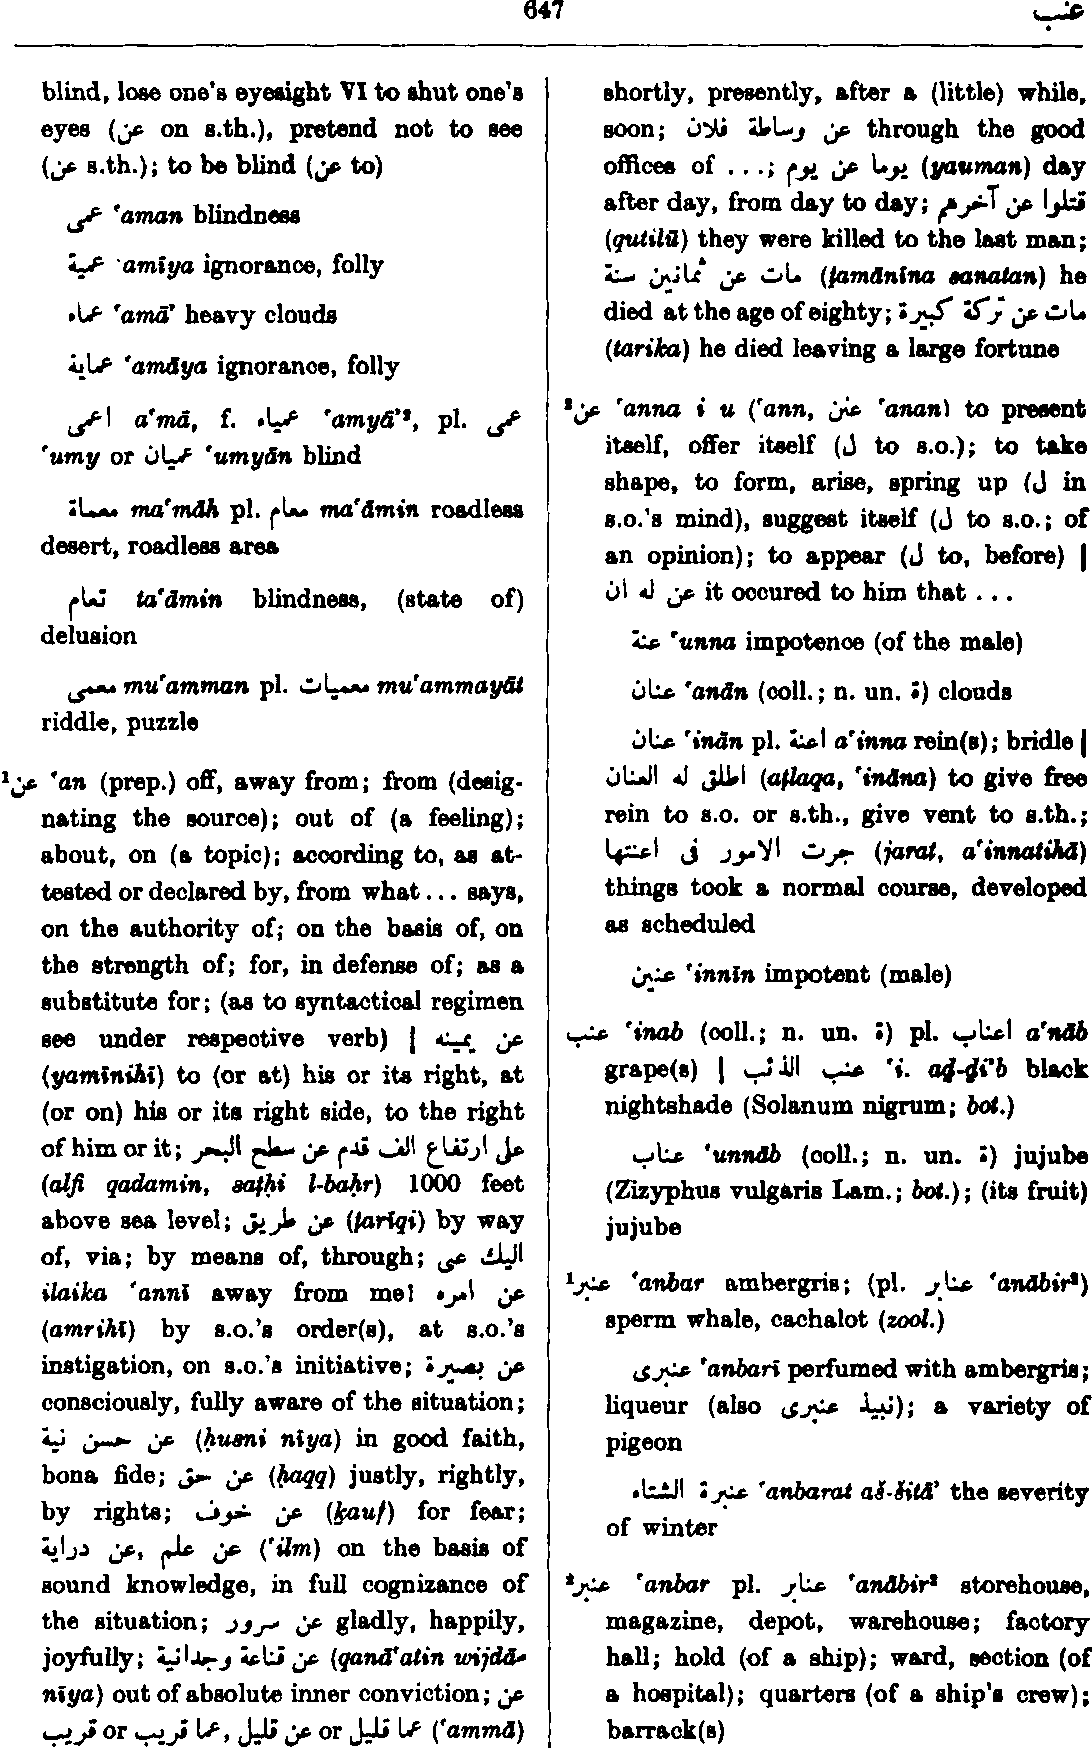 647
عنب
blind, lose one's eyesight VI to shut one's
eyes (عن on s.th.), pretend not to see
(عن s.th.); to be blind (عن to)
عمى ‘aman blindness
عمية ‘amīya ignorance, folly
عماء ‘amā’ heavy clouds
عماية ‘amāya ignorance, folly
اعمى a‘mā, f. عمياء ‘amyā’², pl. عمى
‘umy or عميان ‘umyān blind
معماة ma‘māh pl. معام ma‘āmin roadless
desert, roadless area
تعام ta‘āmin blindness, (state of)
delusion
معمى mu‘amman pl. معميات mu‘ammayāt
riddle, puzzle
¹عن ‘an (prep.) off, away from; from (desig-
nating the source); out of (a feeling);
about, on (a topic); according to, as at-
tested or declared by, from what ... says,
on the authority of; on the basis of, on
the strength of; for, in defense of; as a
substitute for; (as to syntactical regimen
see under respective verb) | عن يمينه
(yamīnihī) to (or at) his or its right, at
(or on) his or its right side, to the right
of him or it; على ارتفاع الف قدم عن سطح البحر
(alfi qadamin, saṭḥi l-baḥr) 1000 feet
above sea level; عن طريق (ṭarīqi) by way
of, via; by means of, through; اليك عنى
ilaika ‘annī away from me! عن امره
(amrihī) by s.o.'s order(s), at s.o.'s
instigation, on s.o.'s initiative; عن بصيرة
consciously, fully aware of the situation;
عن حسن نية (ḥusni nīya) in good faith,
bona fide; عن حق (ḥaqq) justly, rightly,
by rights; عن خوف (ḵauf) for fear;
عن علم, عن دراية (‘ilm) on the basis of
sound knowledge, in full cognizance of
the situation; عن سرور gladly, happily,
joyfully; عن قناعة وجدانية (qanā‘atin wijdā-
nīya) out of absolute inner conviction; عن
قريب or عما قريب, عن قليل or عما قليل (‘ammā)
shortly, presently, after a (little) while,
soon; عن وساطة فلان through the good
offices of ...; يوما عن يوم (yauman) day
after day, from day to day; قتلوا عن آخرهم
(qutilū) they were killed to the last man;
مات عن ثمانين سنة (ṯamānīna sanatan) he
died at the age of eighty; مات عن تركة كبيرة
(tarika) he died leaving a large fortune
²عن ‘anna i u (‘ann, عنن ‘anan) to present
itself, offer itself (ل to s.o.); to take
shape, to form, arise, spring up (ل in
s.o.'s mind), suggest itself (ل to s.o.; of
an opinion); to appear (ل to, before) |
عن له ان it occured to him that ...
عنة ‘unna impotence (of the male)
عنان ‘anān (coll.; n. un. ة) clouds
عنان ‘inān pl. اعنة a‘inna rein(s); bridle |
اطلق له العنان (aṭlaqa, ‘ināna) to give free
rein to s.o. or s.th., give vent to s.th.;
جرت الامور فى اعنتها (jarat, a‘innatihā)
things took a normal course, developed
as scheduled
عنين ‘innīn impotent (male)
عنب ‘inab (coll.; n. un. ة) pl. اعناب a‘nāb
grape(s) | عنب الذئب ‘i. aḏ-ḏi’b black
nightshade (Solanum nigrum; bot.)
عناب ‘unnāb (coll.; n. un. ة) jujube
(Zizyphus vulgaris Lam.; bot.); (its fruit)
jujube
¹عنبر ‘anbar ambergris; (pl. عنابر ‘anābir²)
sperm whale, cachalot (zool.)
عنبرى ‘anbarī perfumed with ambergris;
liqueur (also نبيذ عنبرى); a variety of
pigeon
عنبرة الشتاء ‘anbarat aš-šitā’ the severity
of winter
²عنبر ‘anbar pl. عنابر ‘anābir² storehouse,
magazine, depot, warehouse; factory
hall; hold (of a ship); ward, section (of
a hospital); quarters (of a ship's crew);
barrack(s)